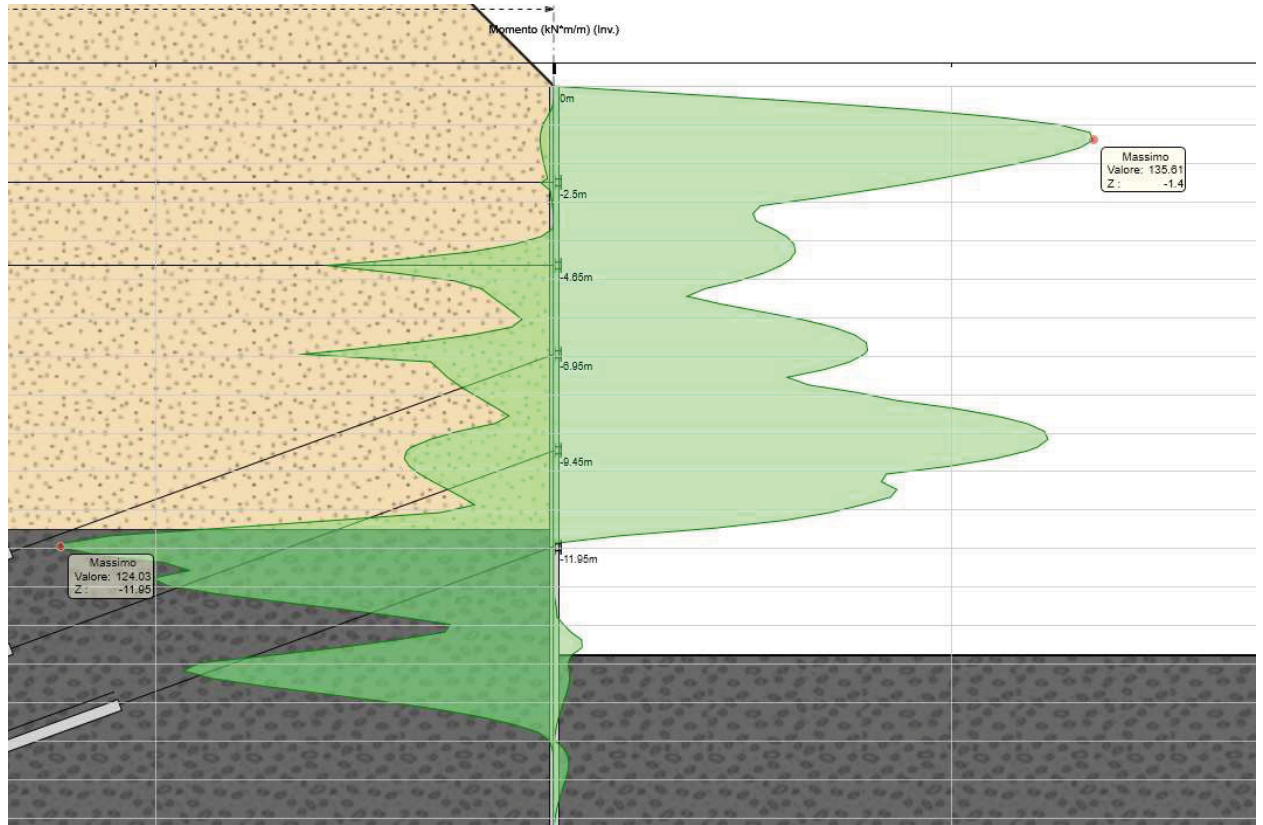 Momento (kN*m/m) (Inv.)
0m
Massimo
Valore: 135.61
Z : -1.4
-2.5m
-4.65m
-6.95m
-9.45m
-11.95m
Massimo
Valore: 124.03
Z : -11.95